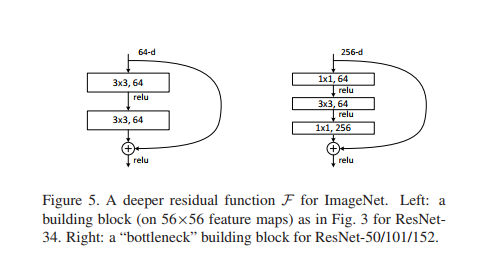 64-d
3x3, 64
relu
3x3, 64
relu
256-d
1x1, 64
relu
3x3, 64
relu
1x1, 256
relu
Figure 5. A deeper residual function F for ImageNet. Left: a
building block (on 56×56 feature maps) as in Fig. 3 for ResNet-
34. Right: a “bottleneck” building block for ResNet-50/101/152.